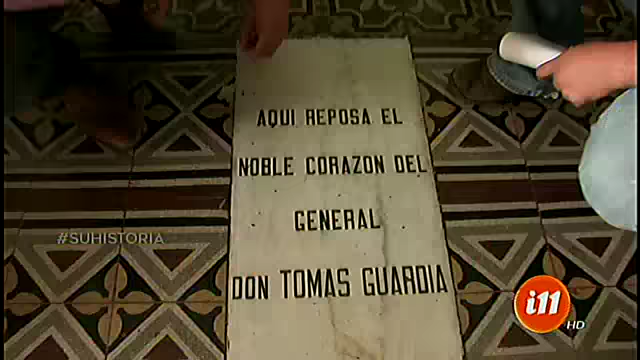 AQUI REPOSA EL
NOBLE CORAZON DEL
GENERAL
DON TOMAS GUARDIA
#SUHISTORIA
i11
HD